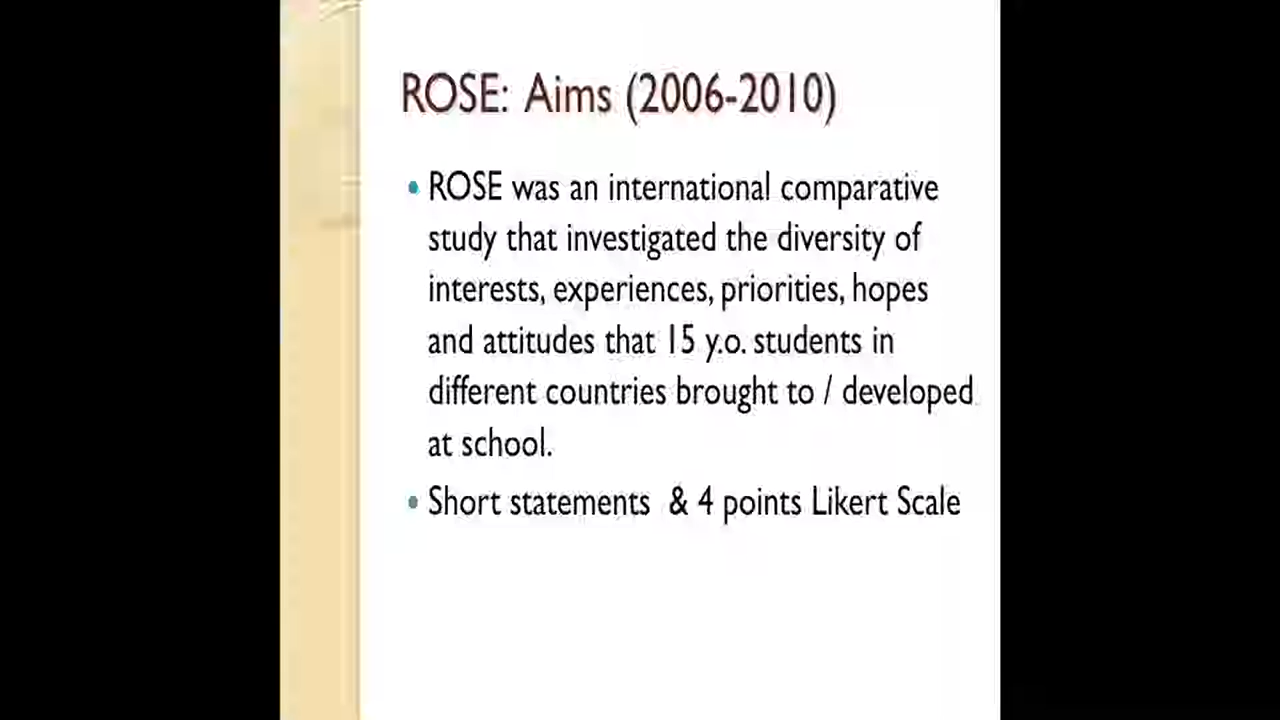 ROSE: Aims (2006-2010)
• ROSE was an international comparative
study that investigated the diversity of
interests, experiences, priorities, hopes
and attitudes that 15 y.o. students in
different countries brought to / developed
at school.
• Short statements & 4 points Likert Scale